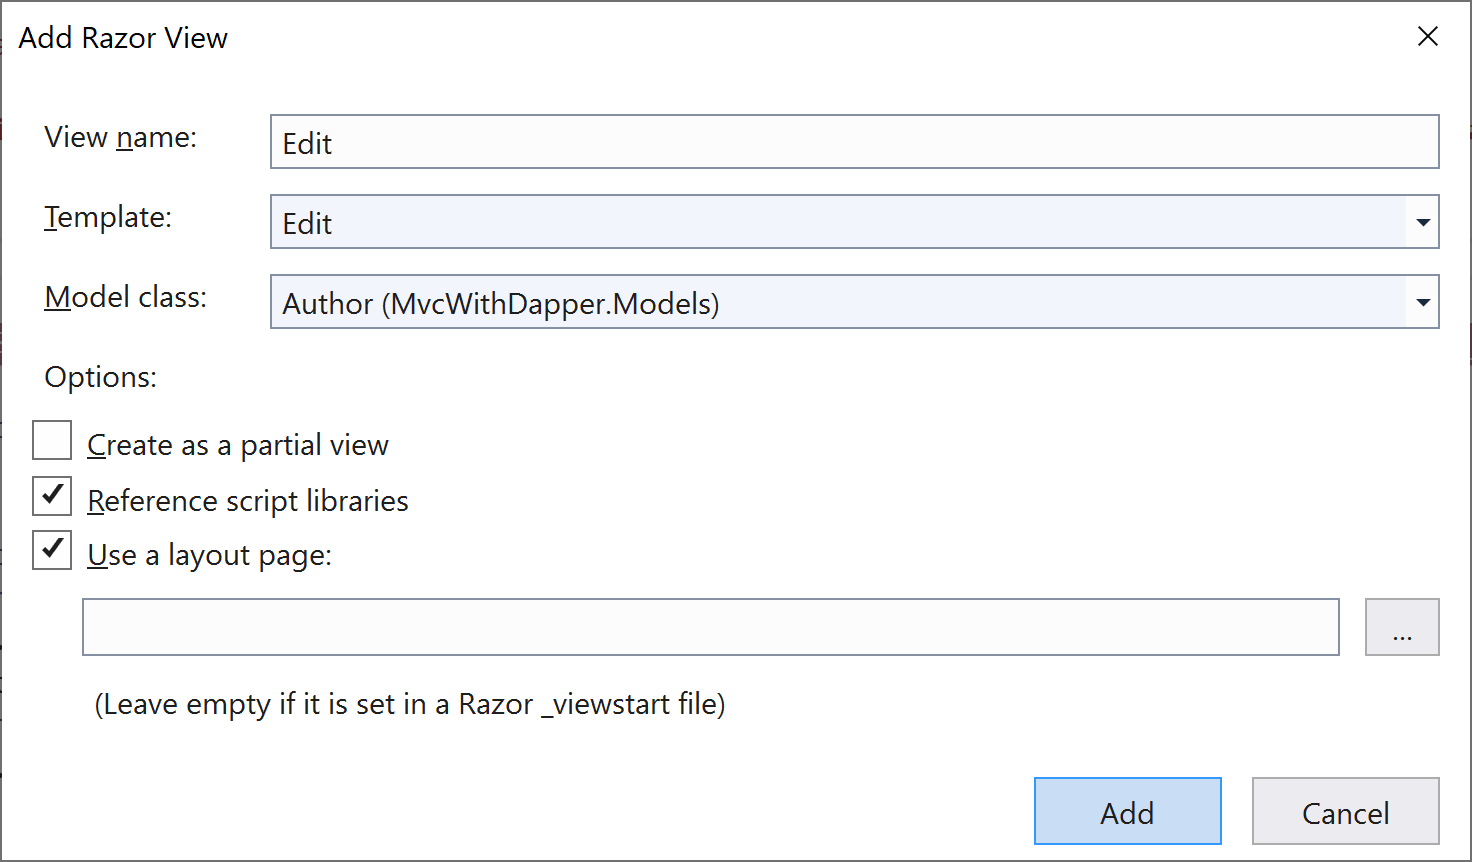 Add Razor View
View name:
Edit
Template:
Edit
Model class:
Author (MvcWithDapper.Models)
Options:
Create as a partial view
Reference script libraries
Use a layout page:
...
(Leave empty if it is set in a Razor _viewstart file)
Add
Cancel